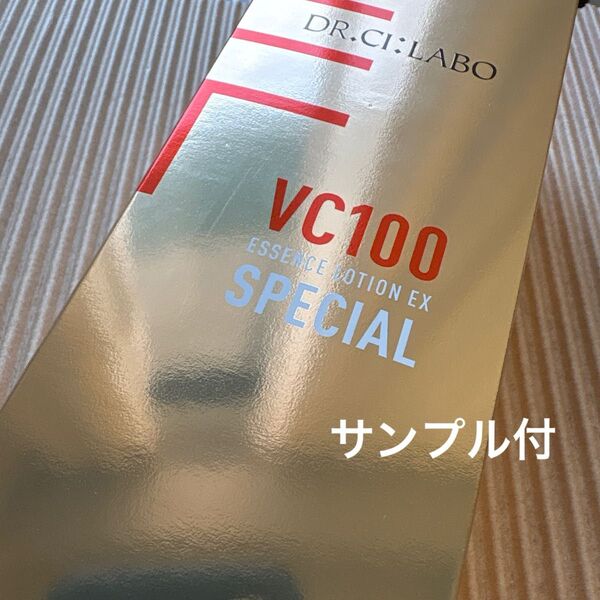 DR.CI:LABO
VC100
ESSENCE LOTION EX
SPECIAL
サンプル付